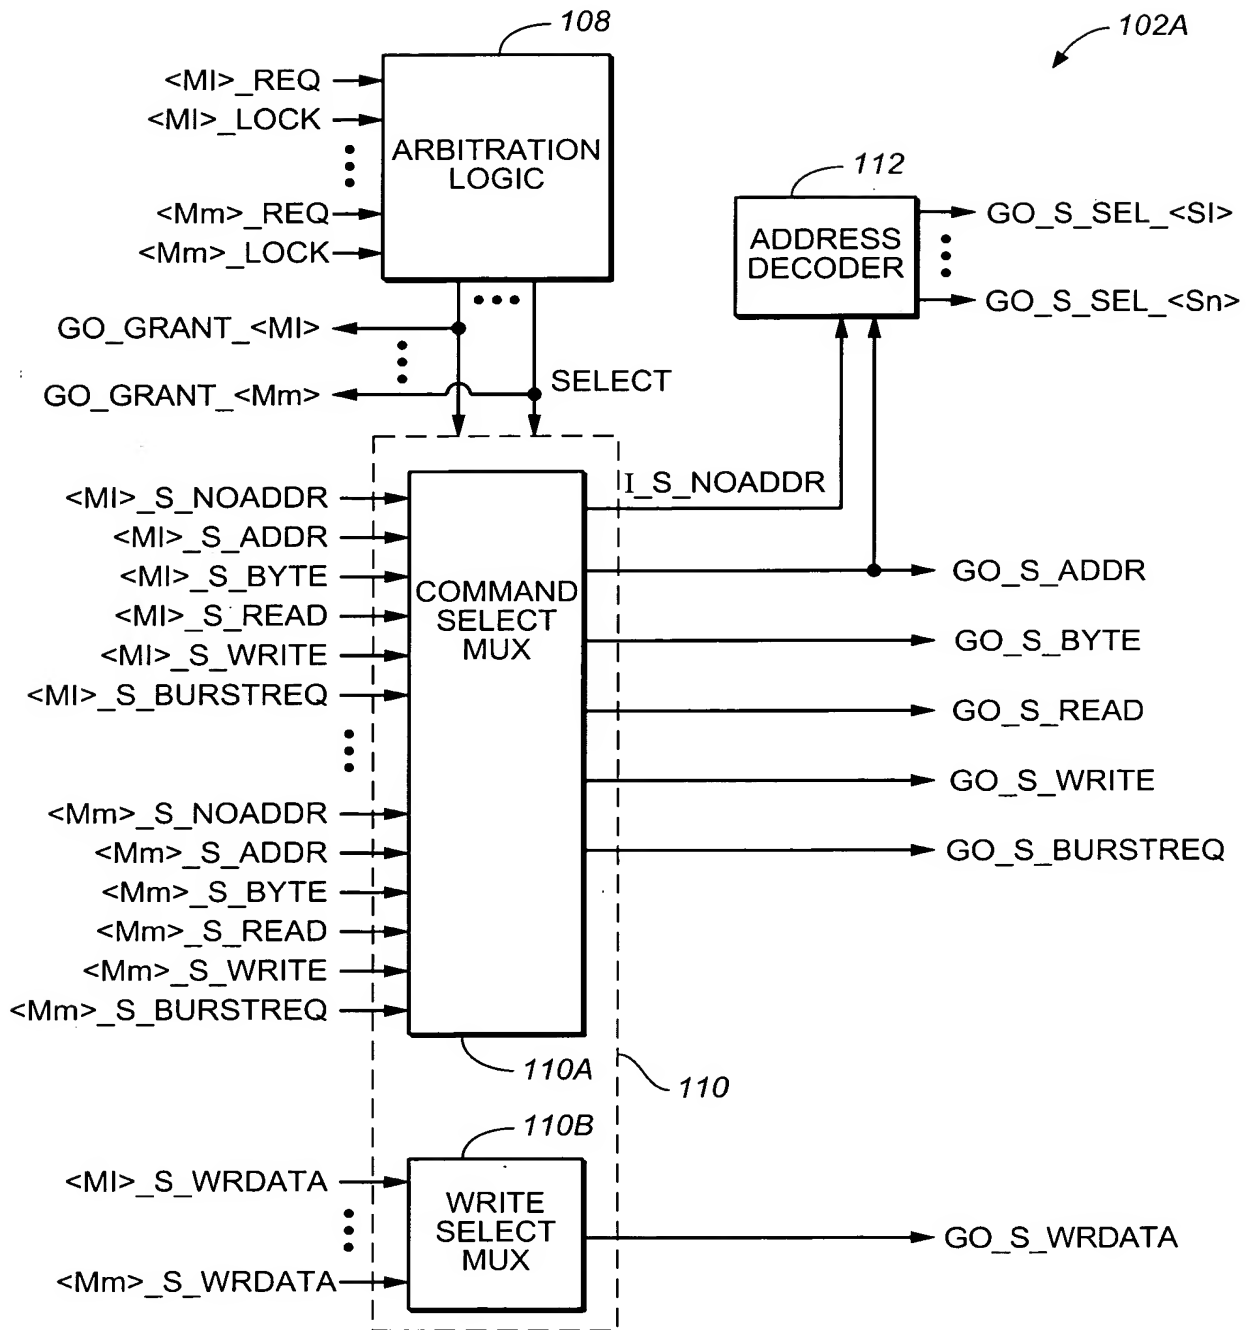 108
102A
<MI>_REQ
<MI>_LOCK
<Mm>_REQ
<Mm>_LOCK
ARBITRATION
LOGIC
112
ADDRESS
DECODER
GO_S_SEL_<SI>
GO_S_SEL_<Sn>
GO_GRANT_<MI>
GO_GRANT_<Mm>
SELECT
<MI>_S_NOADDR
<MI>_S_ADDR
<MI>_S_BYTE
<MI>_S_READ
<MI>_S_WRITE
<MI>_S_BURSTREQ
<Mm>_S_NOADDR
<Mm>_S_ADDR
<Mm>_S_BYTE
<Mm>_S_READ
<Mm>_S_WRITE
<Mm>_S_BURSTREQ
COMMAND
SELECT
MUX
I_S_NOADDR
GO_S_ADDR
GO_S_BYTE
GO_S_READ
GO_S_WRITE
GO_S_BURSTREQ
110A
110
110B
<MI>_S_WRDATA
<Mm>_S_WRDATA
WRITE
SELECT
MUX
GO_S_WRDATA